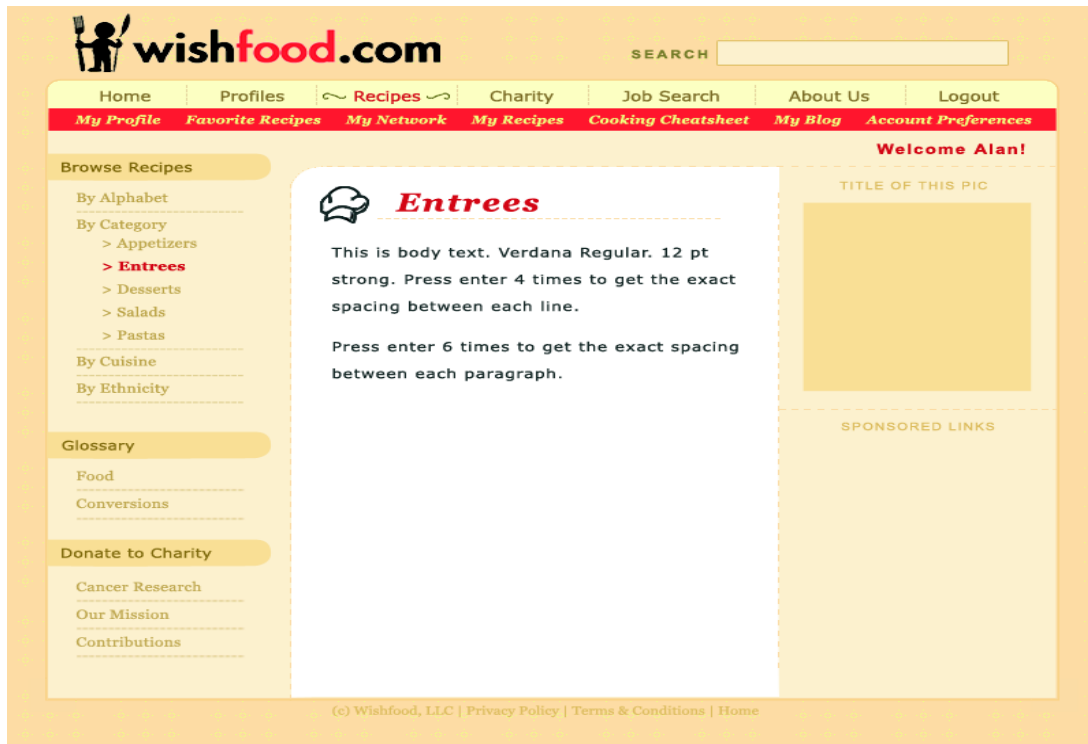 wishfood.com
SEARCH
Home Profiles Recipes Charity Job Search About Us Logout
My Profile Favorite Recipes My Network My Recipes Cooking Cheatsheet My Blog Account Preferences
Welcome Alan!
Browse Recipes
By Alphabet
By Category
> Appetizers
> Entrees
> Desserts
> Salads
> Pastas
By Cuisine
By Ethnicity
Glossary
Food
Conversions
Donate to Charity
Cancer Research
Our Mission
Contributions
Entrees
This is body text. Verdana Regular. 12 pt
strong. Press enter 4 times to get the exact
spacing between each line.
Press enter 6 times to get the exact spacing
between each paragraph.
TITLE OF THIS PIC
SPONSORED LINKS
(c) Wishfood, LLC | Privacy Policy | Terms & Conditions | Home